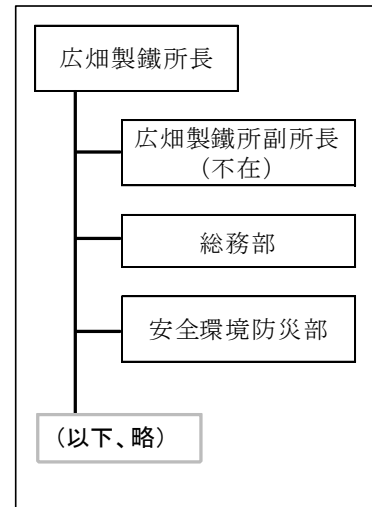 広畑製鐵所長
広畑製鐵所副所長
(不在)
総務部
安全環境防災部
(以下、略)